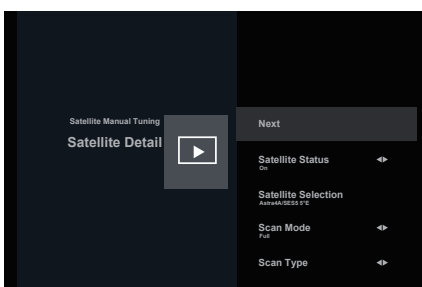 Satellite Manual Tuning
Satellite Detail
Next
Satellite Status
On
Satellite Selection
Astra4A/SES5 5°E
Scan Mode
Full
Scan Type